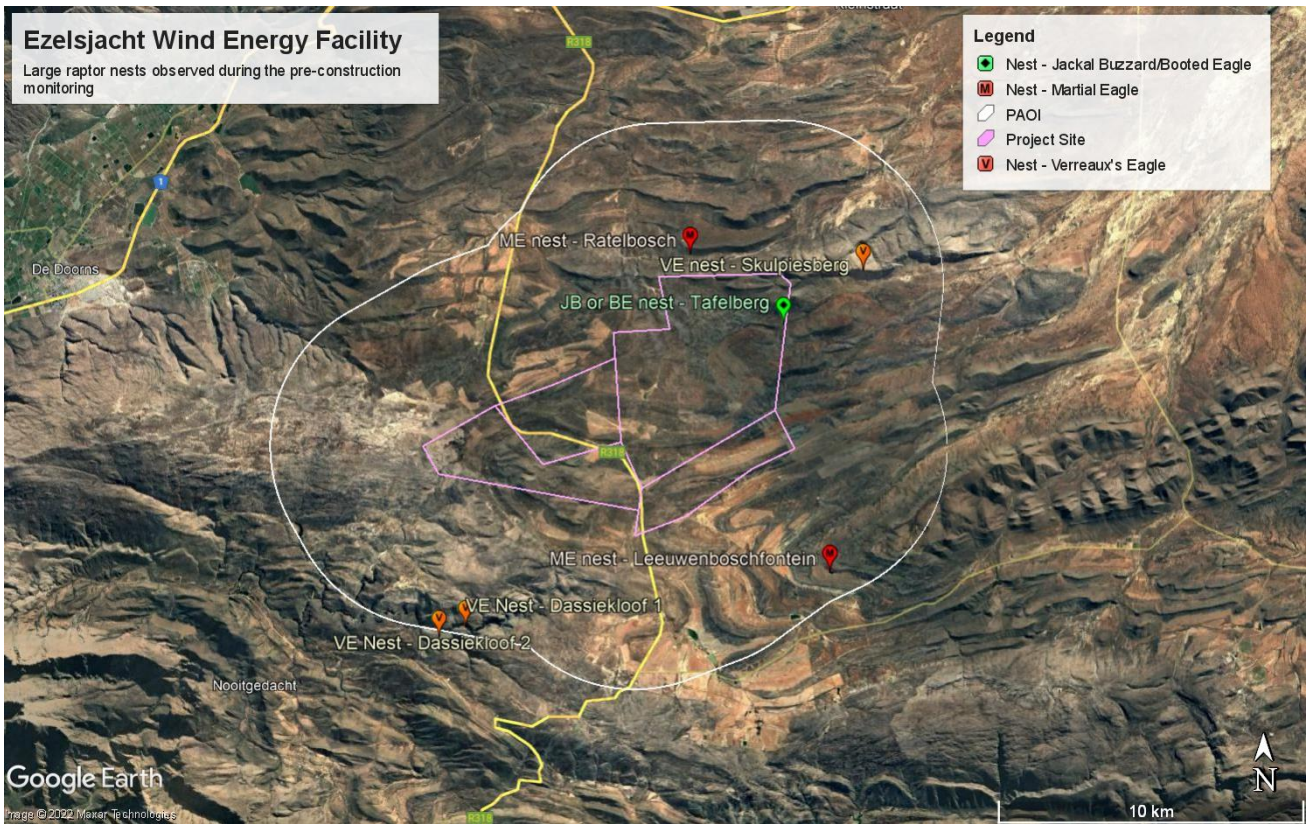 Ezelsjacht Wind Energy Facility
Large raptor nests observed during the pre-construction
monitoring
Legend
Nest - Jackal Buzzard/Booted Eagle
M
Nest - Martial Eagle
PAOI
Project Site
V
Nest - Verreaux's Eagle
R318
1
De Doorns
ME nest - Ratelbosch
M
VE nest - Skulpiesberg
V
JB or BE nest - Tafelberg
R318
ME nest - Leeuwenboschfontein
M
VE Nest - Dassiekloof 1
V
VE Nest - Dassiekloof 2
Nooitgedacht
Google Earth
Image © 2022 Maxar Technologies
R318
N
10 km